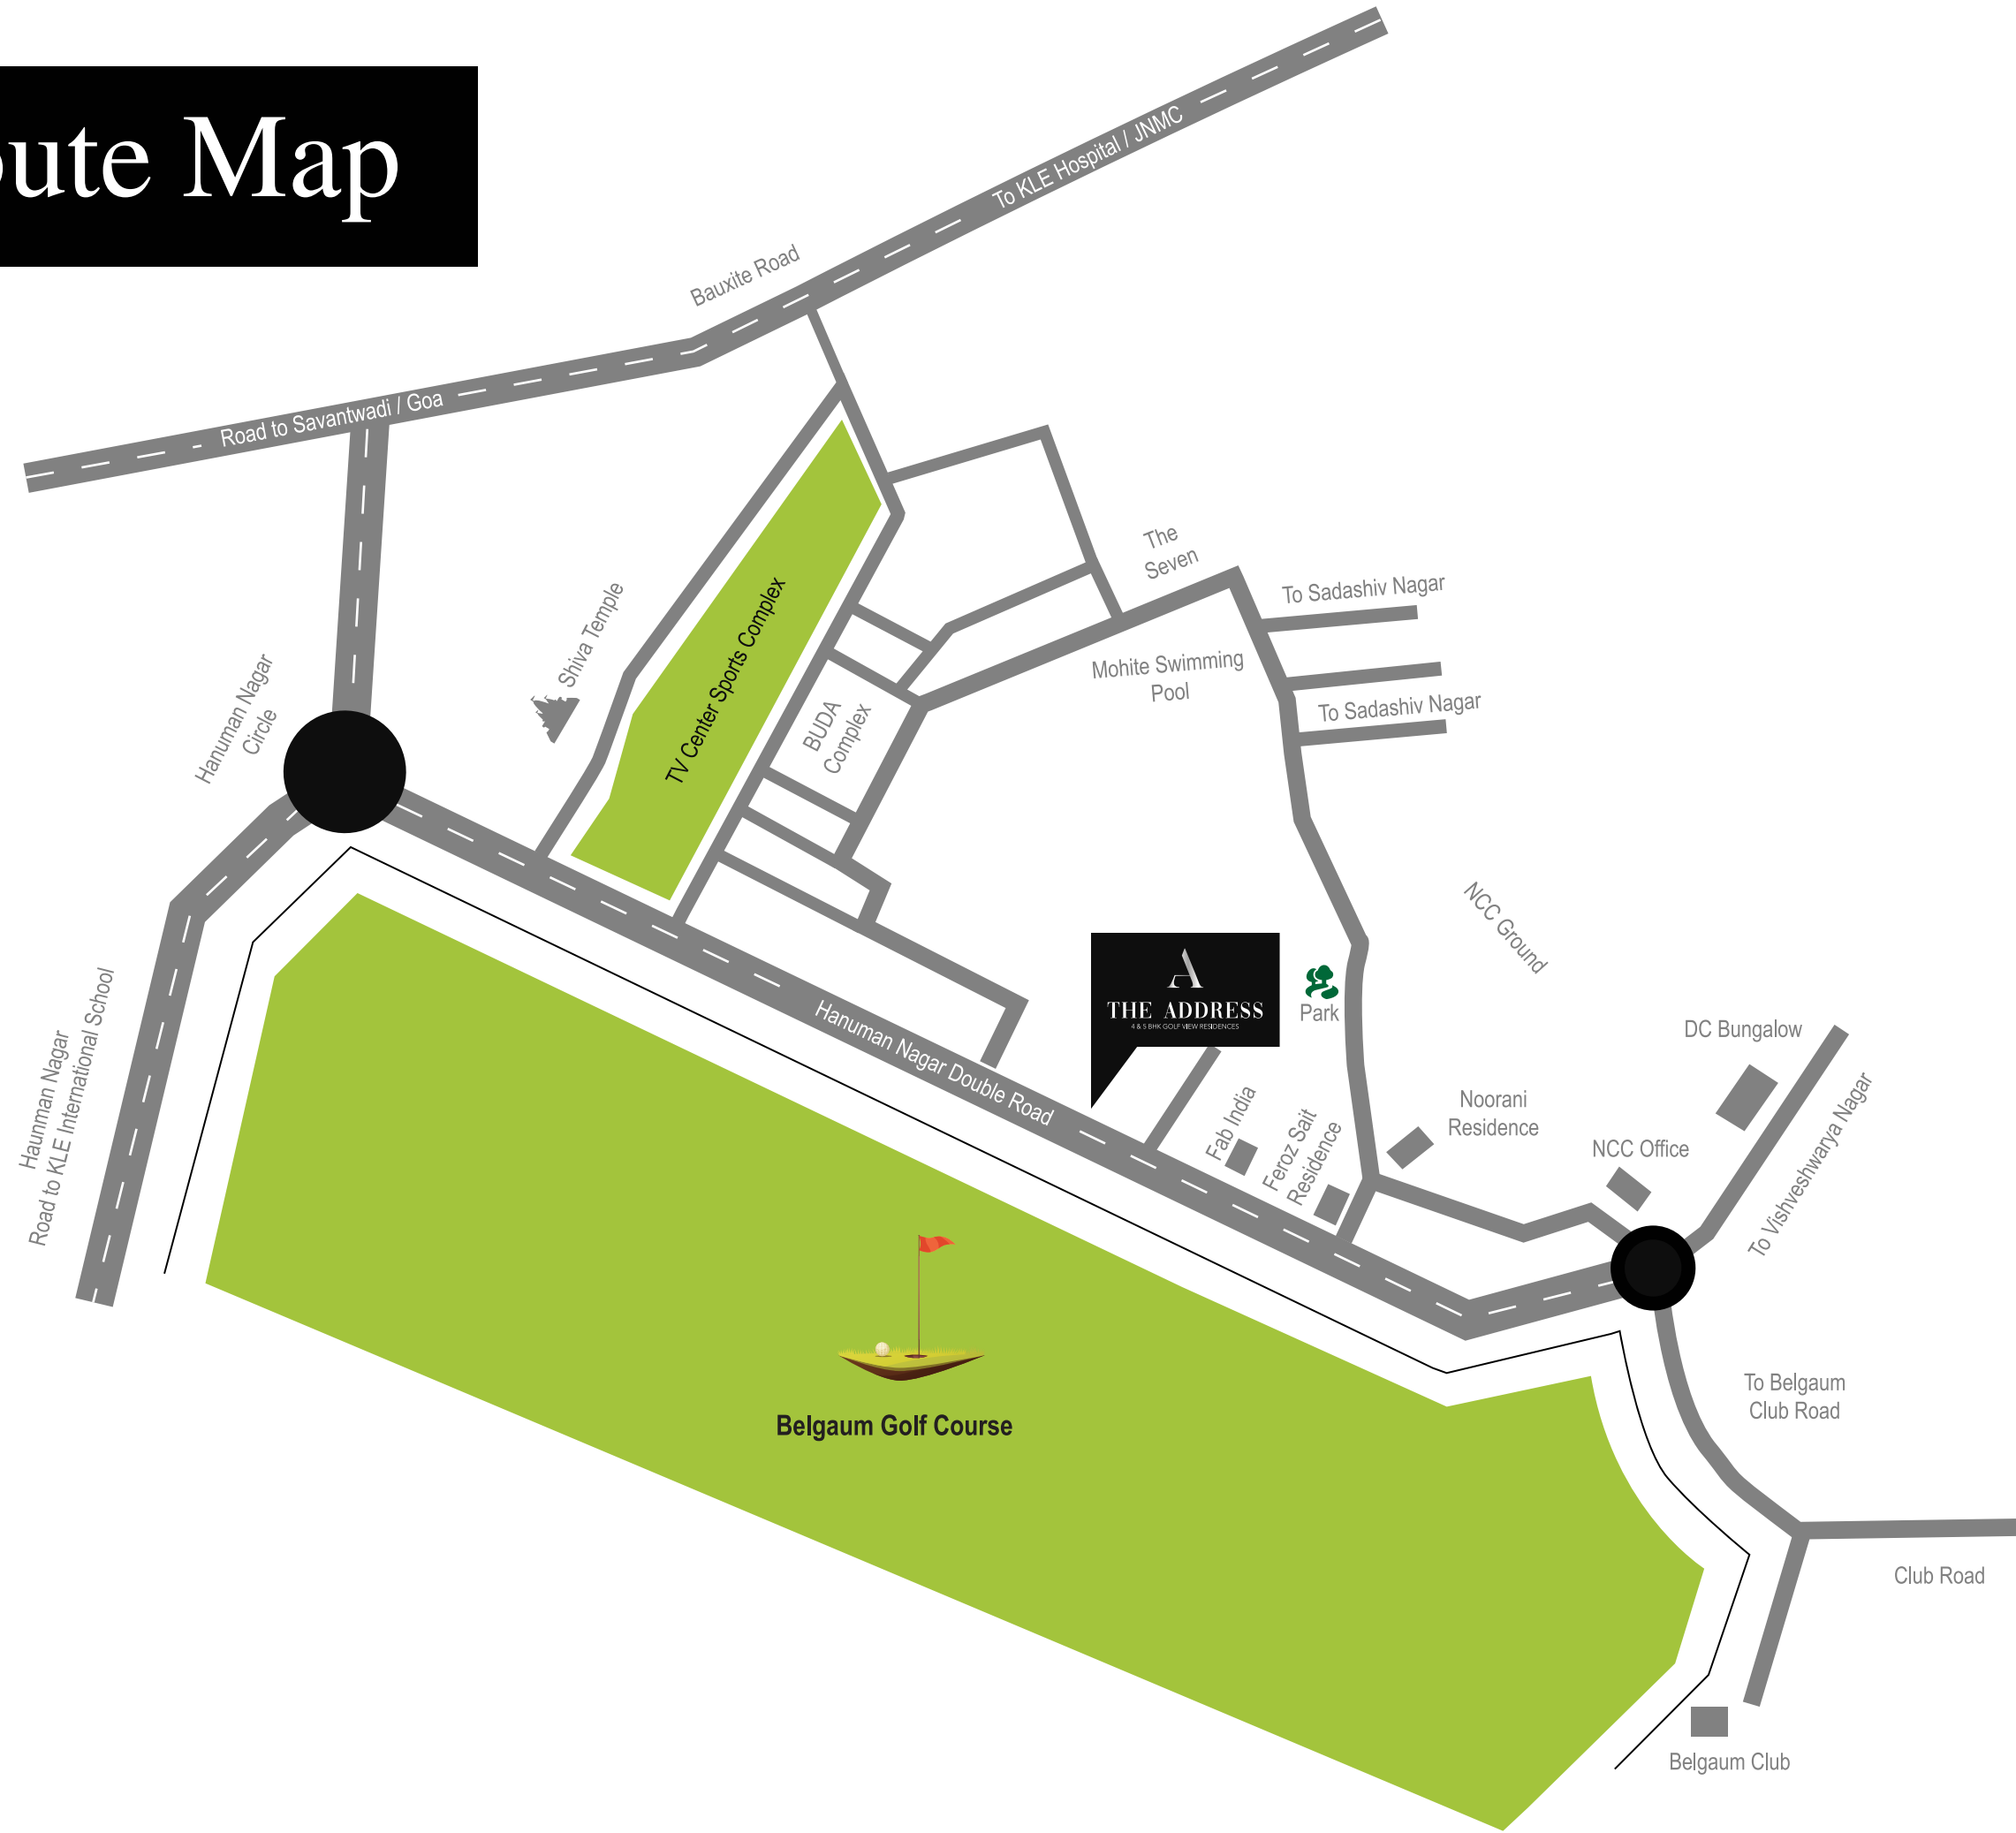 ute Map
To KLE Hospital / JNMC
Bauxite Road
Road to Savantwadi / Goa
The
Seven
To Sadashiv Nagar
Shiva Temple
TV Center Sports Complex
Mohite Swimming
Pool
Hanuman Nagar
Circle
BUDA
Complex
To Sadashiv Nagar
NCC Ground
A
THE ADDRESS
4 & 5 BHK GOLF VIEW RESIDENCES
Park
Haunman Nagar
Road to KLE International School
Hanuman Nagar Double Road
DC Bungalow
Fab India
Feroz Sait
Residence
Noorani
Residence
NCC Office
To Vishveshwarya Nagar
Belgaum Golf Course
To Belgaum
Club Road
Club Road
Belgaum Club